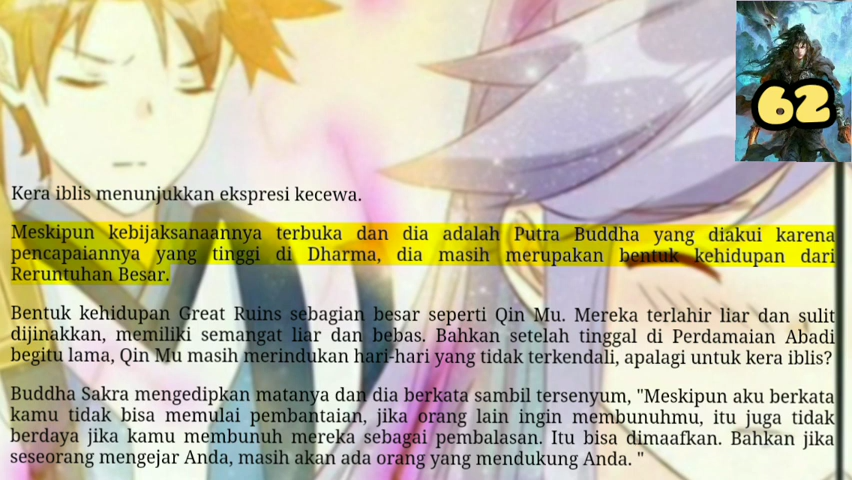 62
Kera iblis menunjukkan ekspresi kecewa.
Meskipun kebijaksanaannya terbuka dan dia adalah Putra Buddha yang diakui karena
pencapaiannya yang tinggi di Dharma, dia masih merupakan bentuk kehidupan dari
Reruntuhan Besar.
Bentuk kehidupan Great Ruins sebagian besar seperti Qin Mu. Mereka terlahir liar dan sulit
dijinakkan, memiliki semangat liar dan bebas. Bahkan setelah tinggal di Perdamaian Abadi
begitu lama, Qin Mu masih merindukan hari-hari yang tidak terkendali, apalagi untuk kera iblis?
Buddha Sakra mengedipkan matanya dan dia berkata sambil tersenyum, "Meskipun aku berkata
kamu tidak bisa memulai pembantaian, jika orang lain ingin membunuhmu, itu juga tidak
berdaya jika kamu membunuh mereka sebagai pembalasan. Itu bisa dimaafkan. Bahkan jika
seseorang mengejar Anda, masih akan ada orang yang mendukung Anda. "